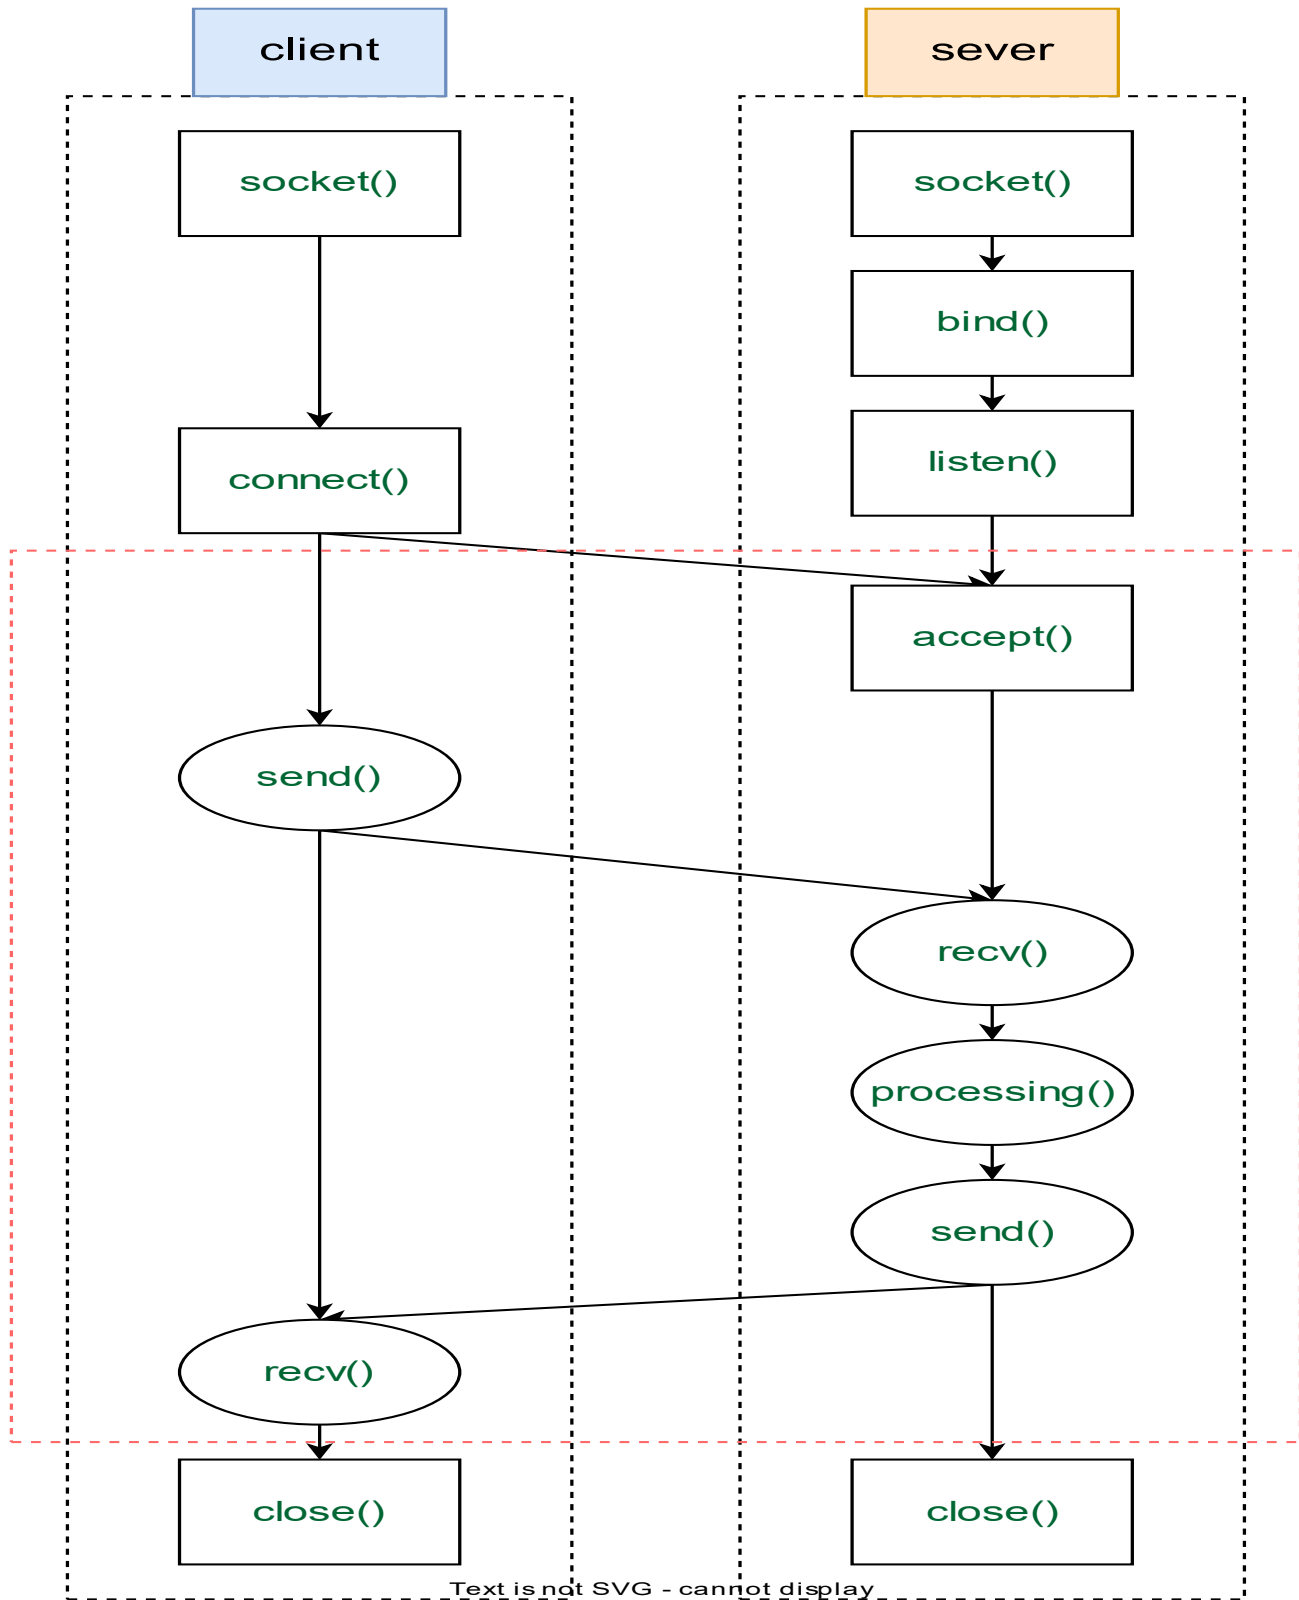 client
sever
socket()
socket()
bind()
listen()
connect()
accept()
send()
recv()
processing()
send()
recv()
close()
close()
Text is not SVG - cannot display